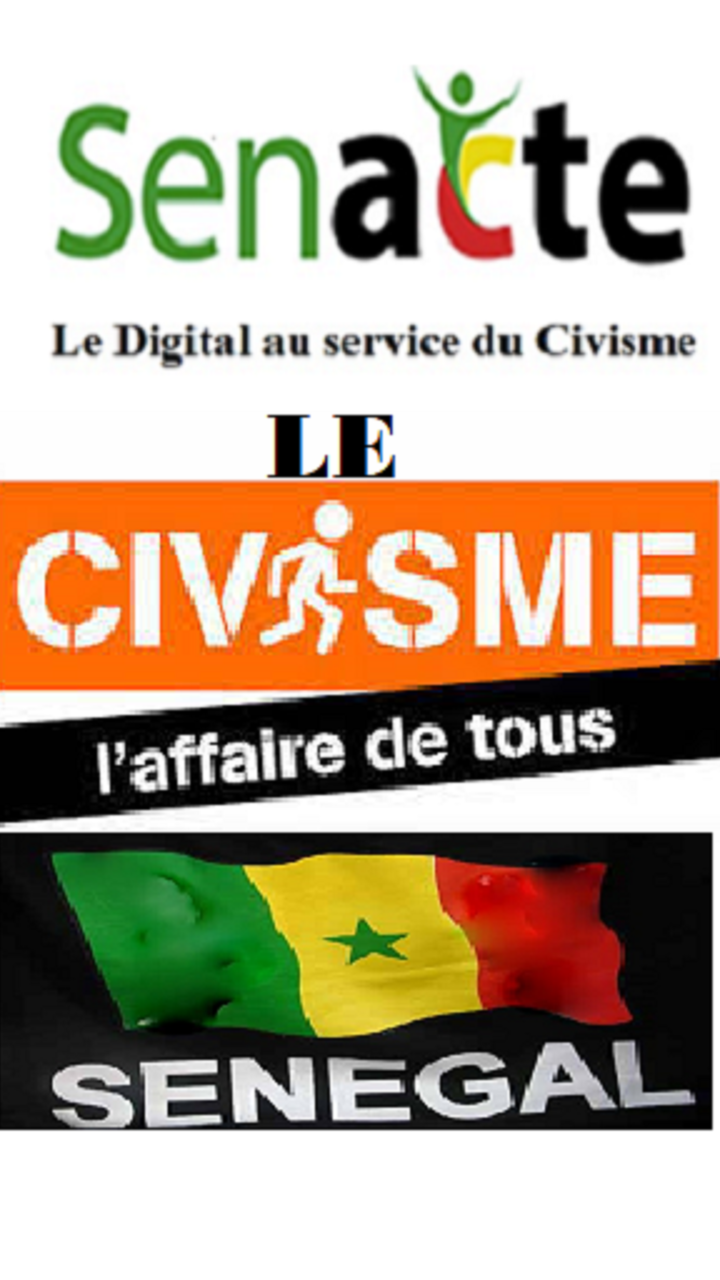 Senacte
Le Digital au service du Civisme
LE
CIVISME
l'affaire de tous
SENEGAL